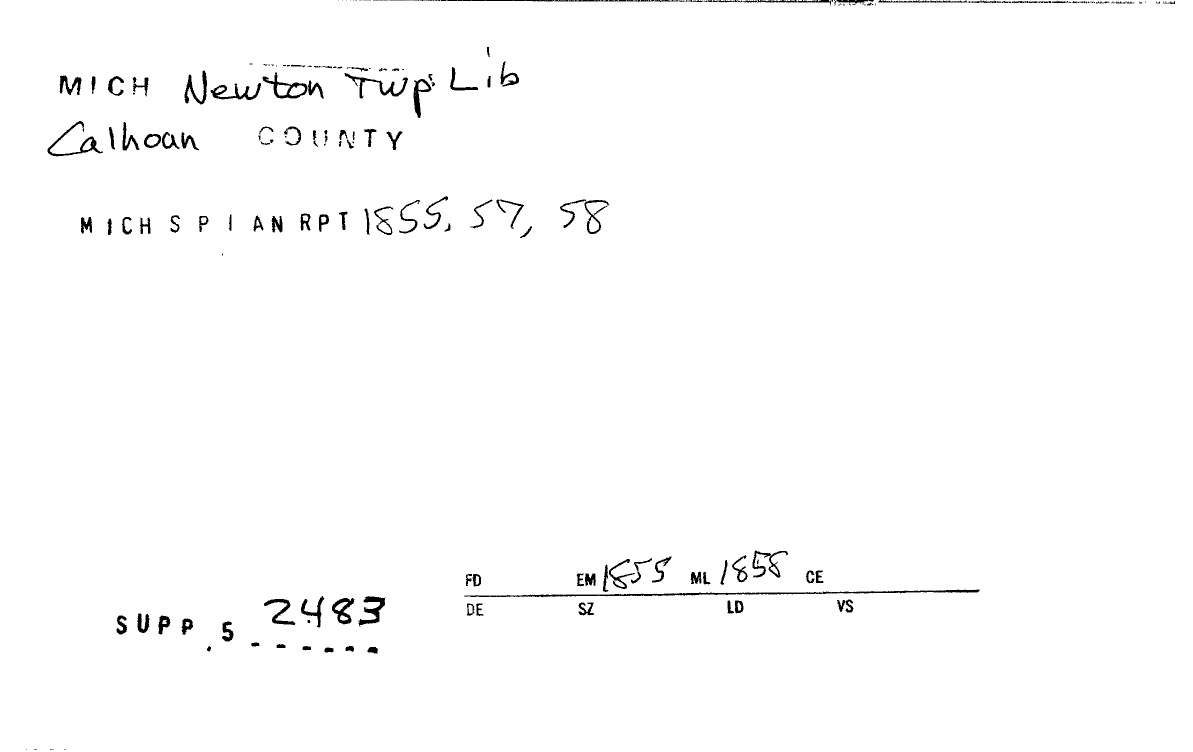 MICH Newton Twp Lib
Calhoan COUNTY
MICH S P I AN RPT 1855, 57, 58
FD EM 1855 ML 1858 CE
DE SZ LD VS
SUPP. 5 2483